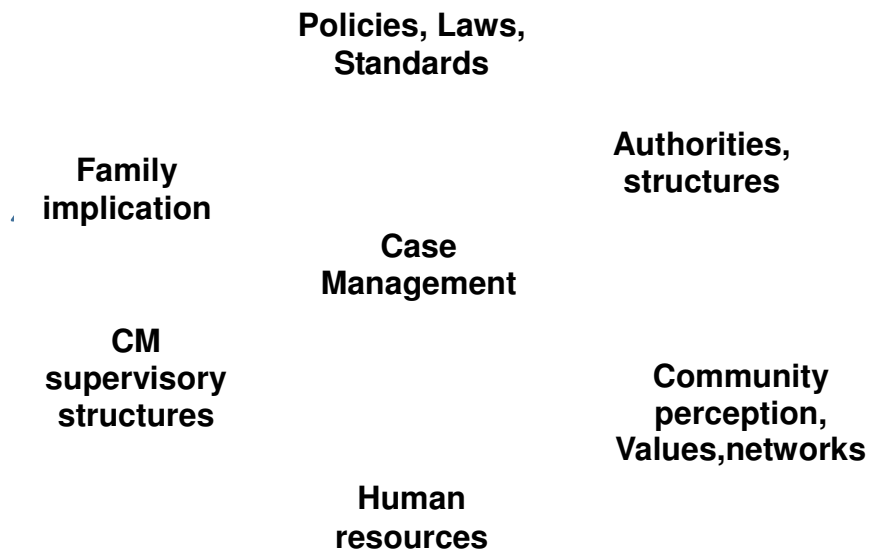 Policies, Laws,
Standards
Authorities,
structures
Family
implication
Case
Management
CM
supervisory
structures
Community
perception,
Values,networks
Human
resources